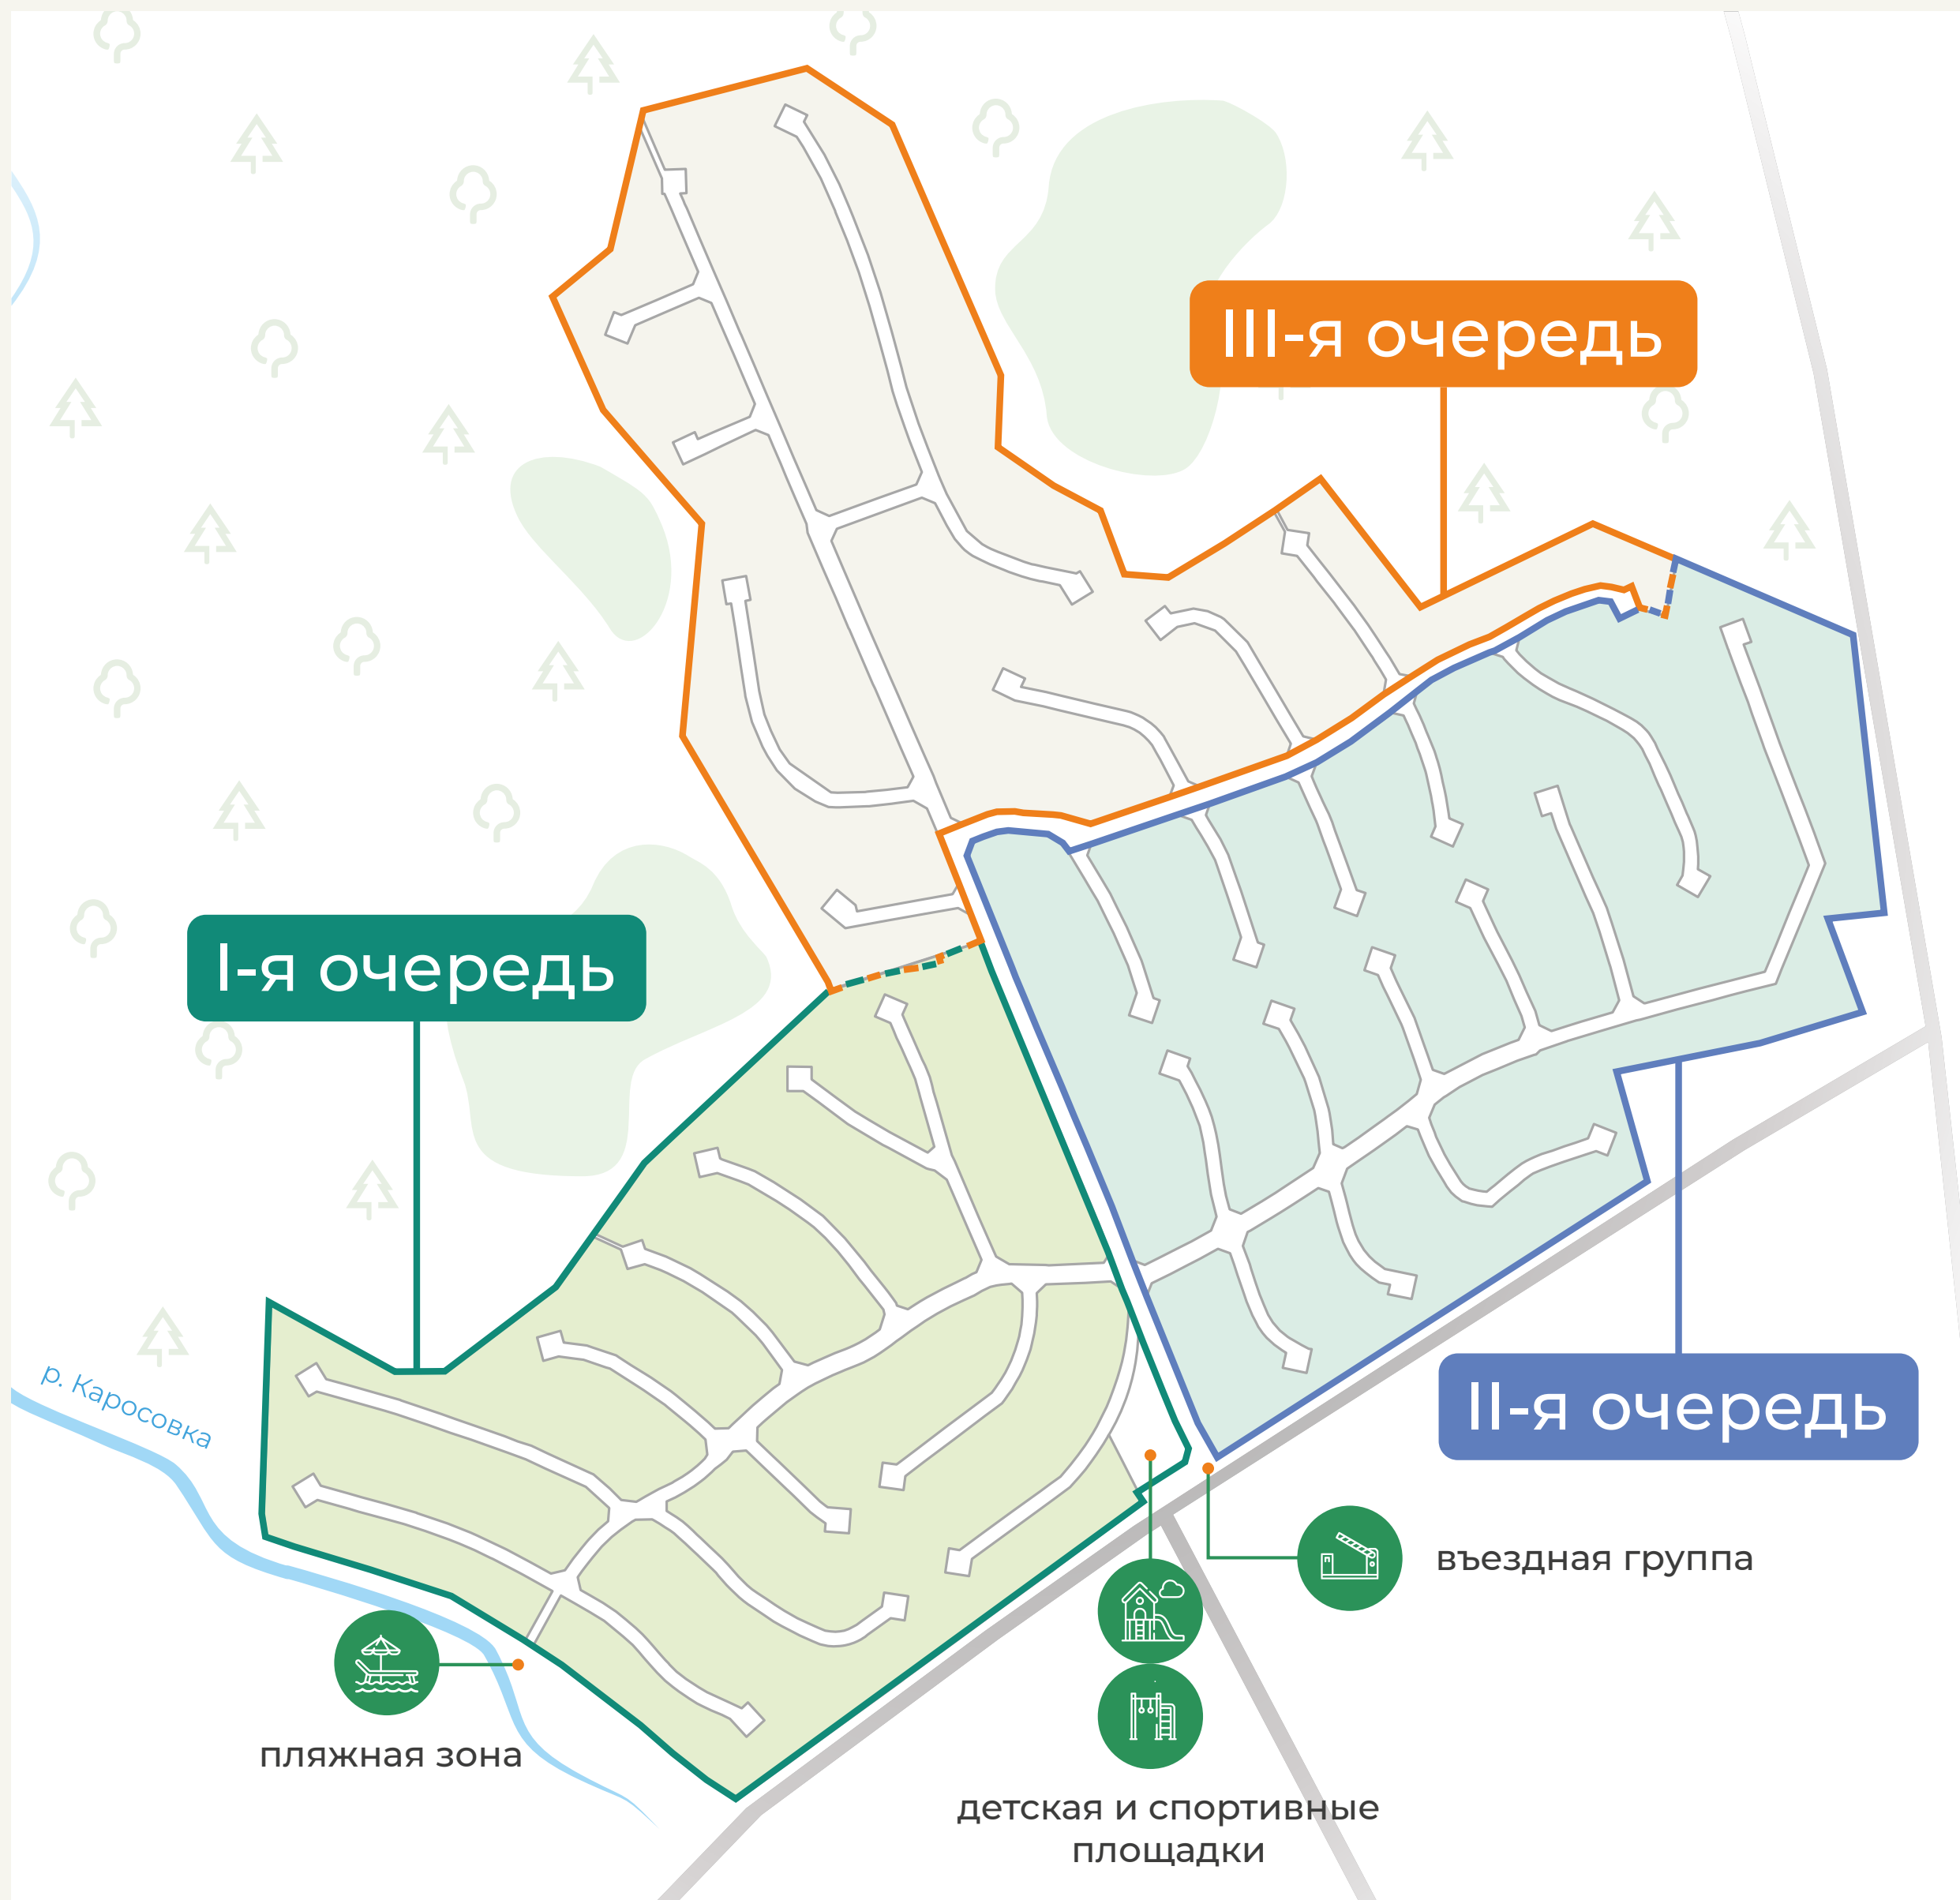 III-я очередь
I-я очередь
р. Каросовка
II-я очередь
въездная группа
пляжная зона
детская и спортивные
площадки